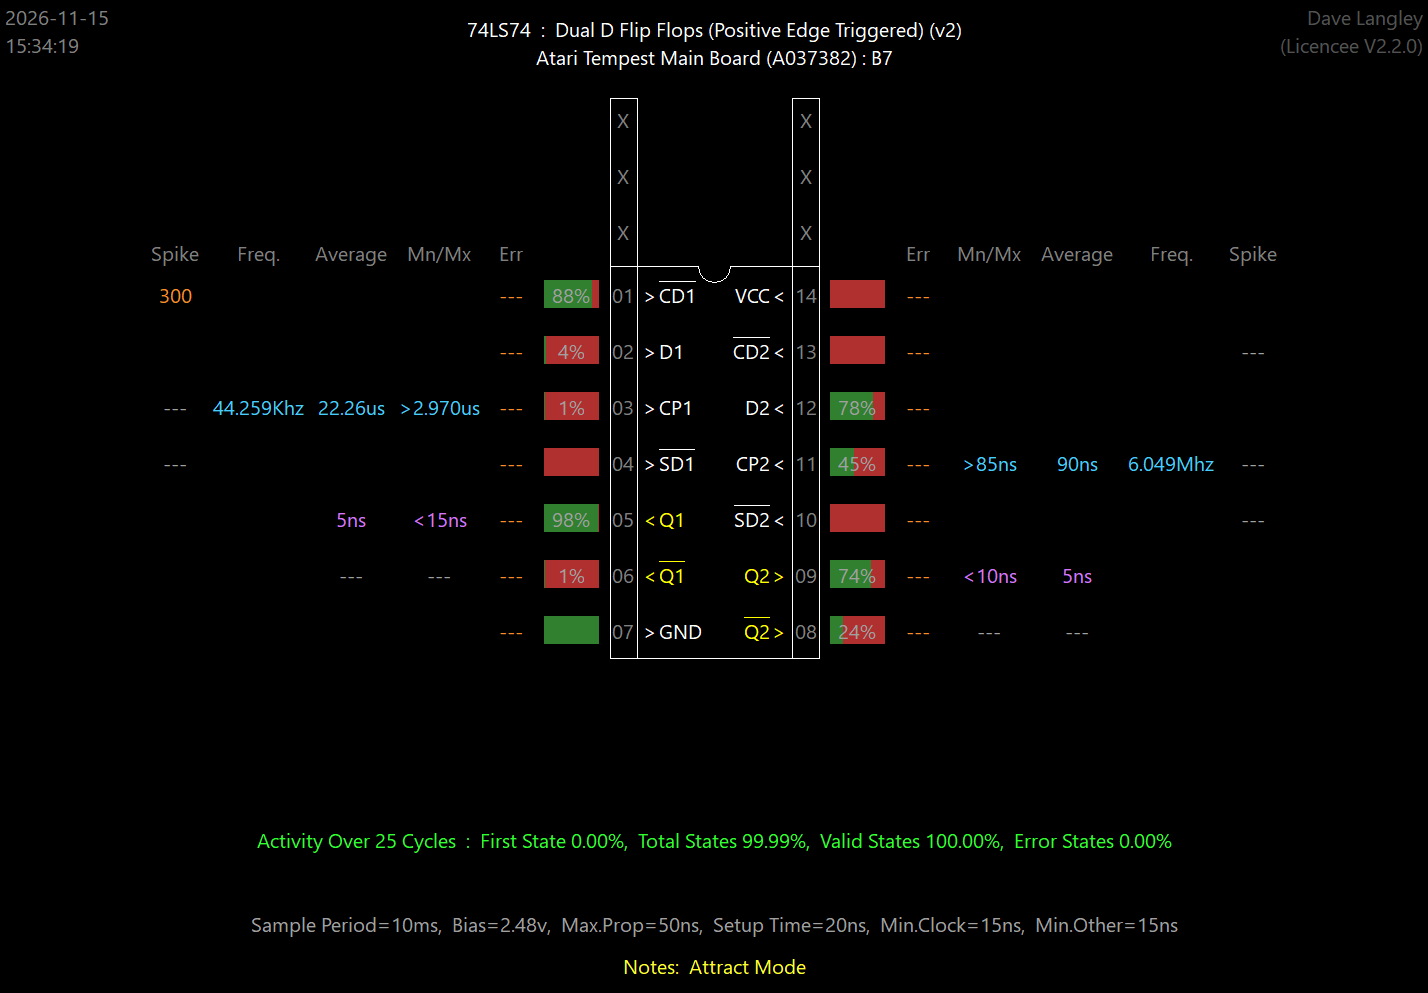 2026-11-15
15:34:19
74LS74 : Dual D Flip Flops (Positive Edge Triggered) (v2)
Atari Tempest Main Board (A037382) : B7
Dave Langley
(Licencee V2.2.0)
X X
X X
X X
Spike Freq. Average Mn/Mx Err Err Mn/Mx Average Freq. Spike
300 --- 88% 01 >CD1 VCC< 14 ---
--- 4% 02 >D1 CD2< 13 --- ---
--- 44.259Khz 22.26us >2.970us --- 1% 03 >CP1 D2< 12 78% ---
--- --- 04 >SD1 CP2< 11 45% --- >85ns 90ns 6.049Mhz ---
5ns <15ns --- 98% 05 <Q1 SD2< 10 --- ---
--- --- --- 1% 06 <Q1 Q2> 09 74% --- <10ns 5ns
--- 07 >GND Q2> 08 24% --- --- ---
Activity Over 25 Cycles : First State 0.00%, Total States 99.99%, Valid States 100.00%, Error States 0.00%
Sample Period=10ms, Bias=2.48v, Max.Prop=50ns, Setup Time=20ns, Min.Clock=15ns, Min.Other=15ns
Notes: Attract Mode